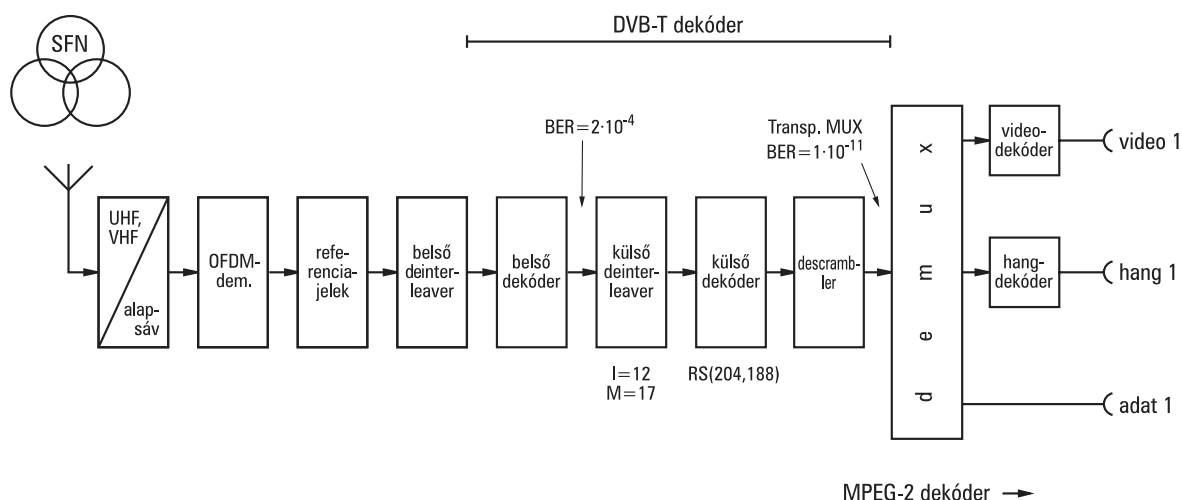 DVB-T dekóder
SFN
BER=2·10⁻⁴
Transp. MUX
BER=1·10⁻¹¹
UHF,
VHF
alap-
sáv
OFDM-
dem.
refe-
rencia-
jelek
belső
deinter-
leaver
belső
dekóder
külső
deinter-
leaver
I=12
M=17
külső
dekóder
RS(204,188)
descramb-
ler
demux
video-
dekóder
video 1
hang-
dekóder
hang 1
adat 1
MPEG-2 dekóder